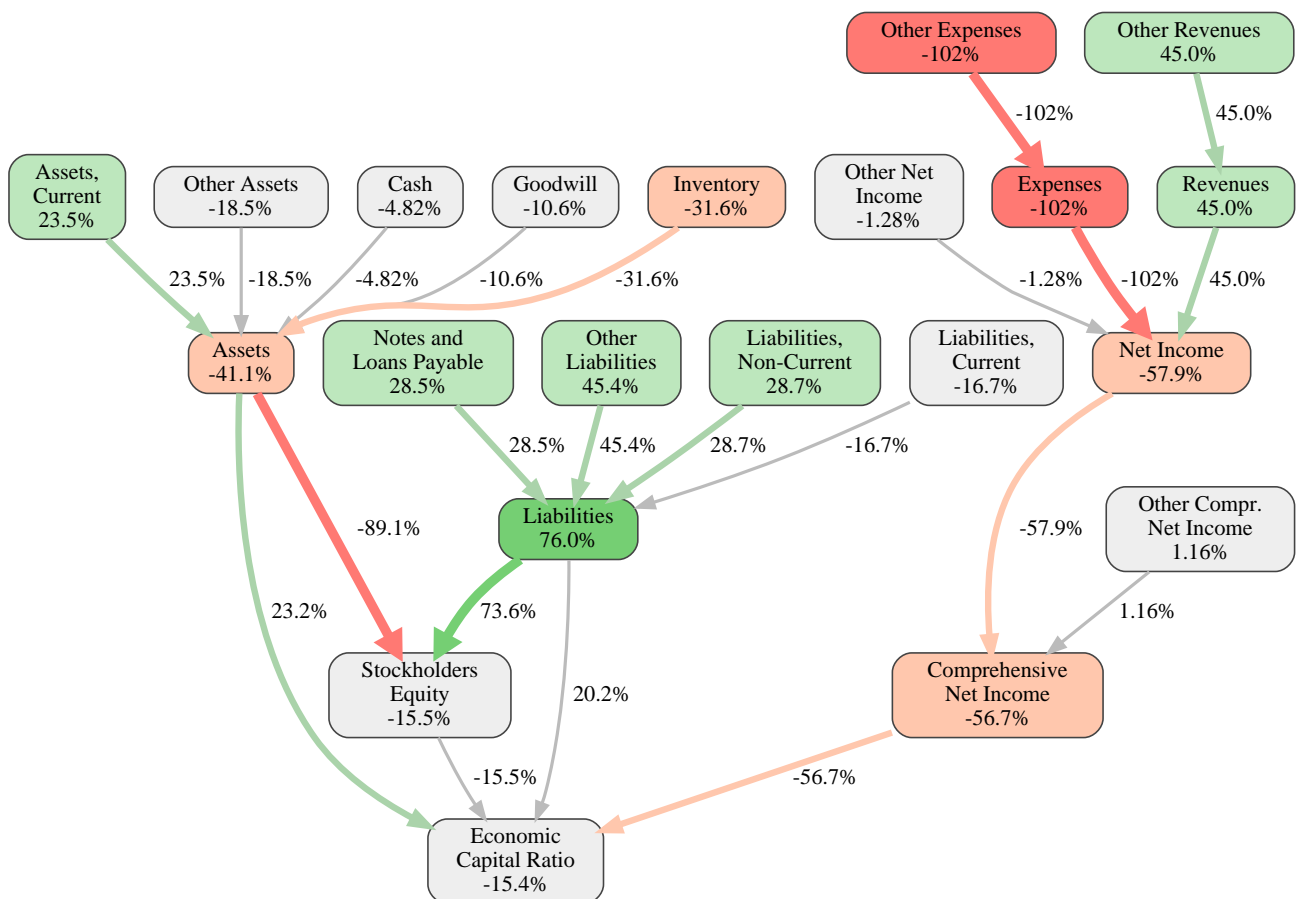 Other Expenses
-102%
Other Revenues
45.0%
-102%
45.0%
Assets,
Current
23.5%
Other Assets
-18.5%
Cash
-4.82%
Goodwill
-10.6%
Inventory
-31.6%
Other Net
Income
-1.28%
Expenses
-102%
Revenues
45.0%
23.5%
-18.5%
-4.82%
-10.6%
-31.6%
-1.28%
-102%
45.0%
Assets
-41.1%
Notes and
Loans Payable
28.5%
Other
Liabilities
45.4%
Liabilities,
Non-Current
28.7%
Liabilities,
Current
-16.7%
Net Income
-57.9%
28.5%
45.4%
28.7%
-16.7%
-89.1%
Liabilities
76.0%
-57.9%
Other Compr.
Net Income
1.16%
23.2%
73.6%
1.16%
Stockholders
Equity
-15.5%
20.2%
Comprehensive
Net Income
-56.7%
-15.5%
-56.7%
Economic
Capital Ratio
-15.4%